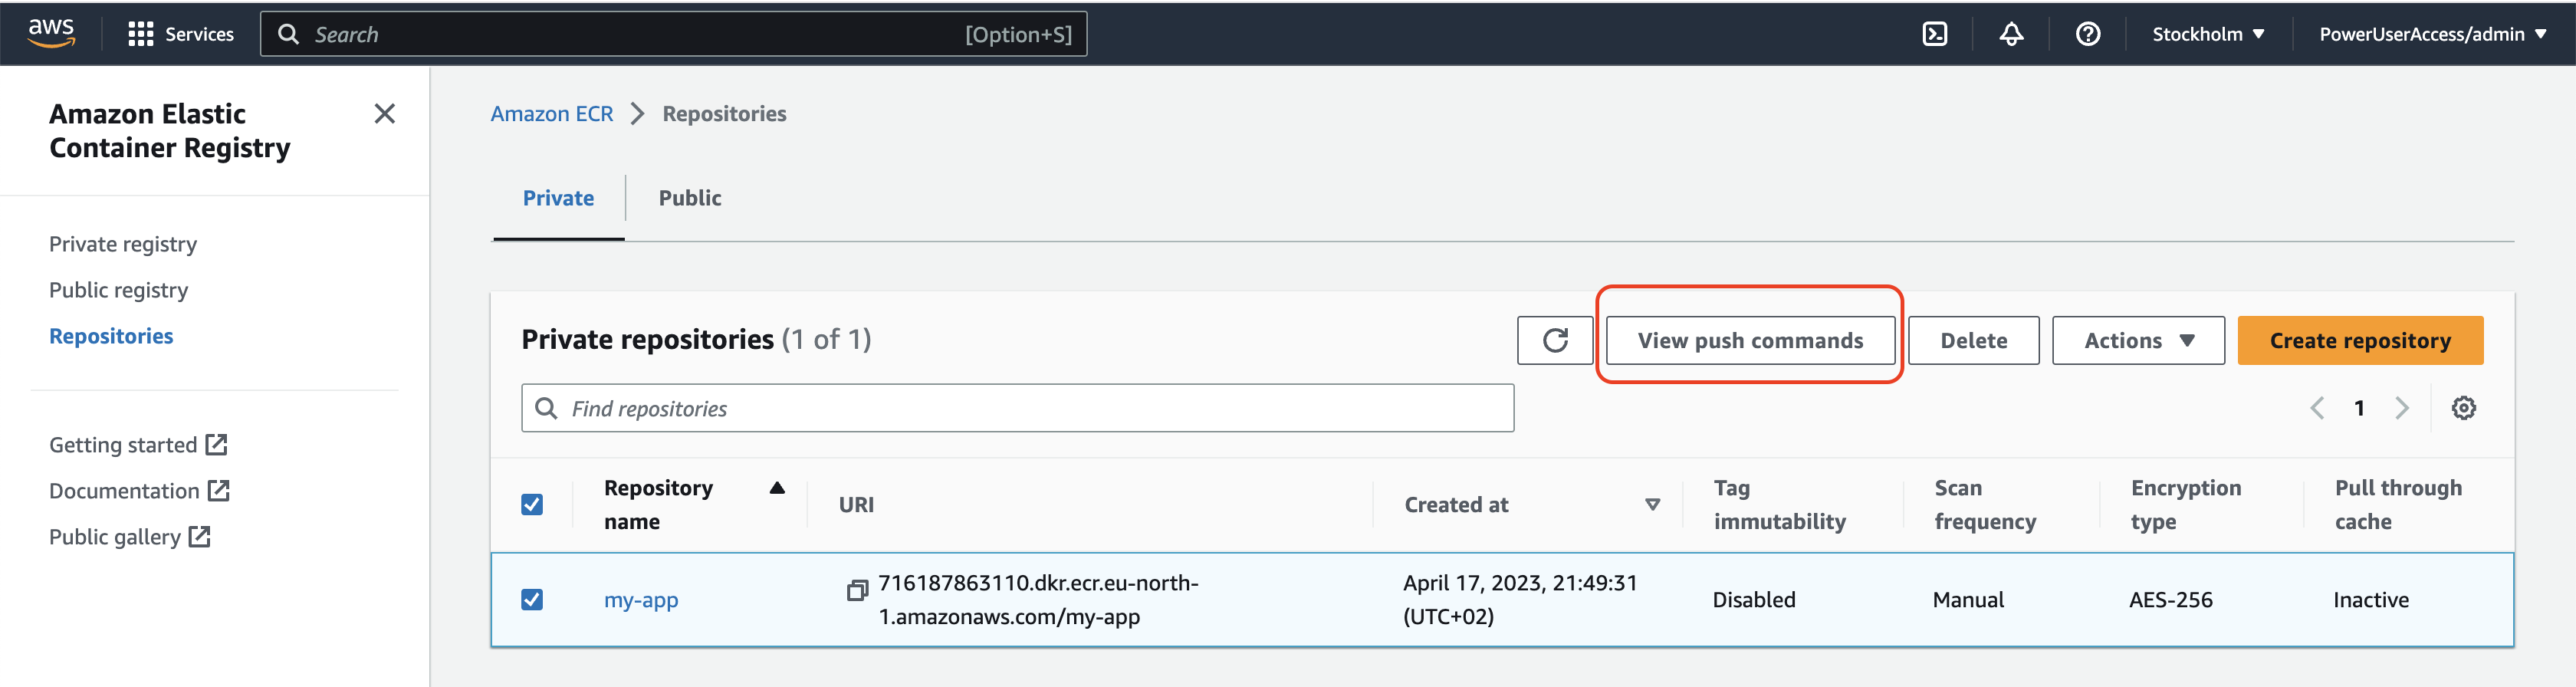 aws
Services
Search
[Option+S]
Stockholm
PowerUserAccess/admin
Amazon Elastic
Container Registry
Private registry
Public registry
Repositories
Getting started
Documentation
Public gallery
Amazon ECR
Repositories
Private
Public
Private repositories (1 of 1)
View push commands
Delete
Actions
Create repository
Find repositories
1
Repository
name
URI
Created at
Tag
immutability
Scan
frequency
Encryption
type
Pull through
cache
my-app
716187863110.dkr.ecr.eu-north-
1.amazonaws.com/my-app
April 17, 2023, 21:49:31
(UTC+02)
Disabled
Manual
AES-256
Inactive